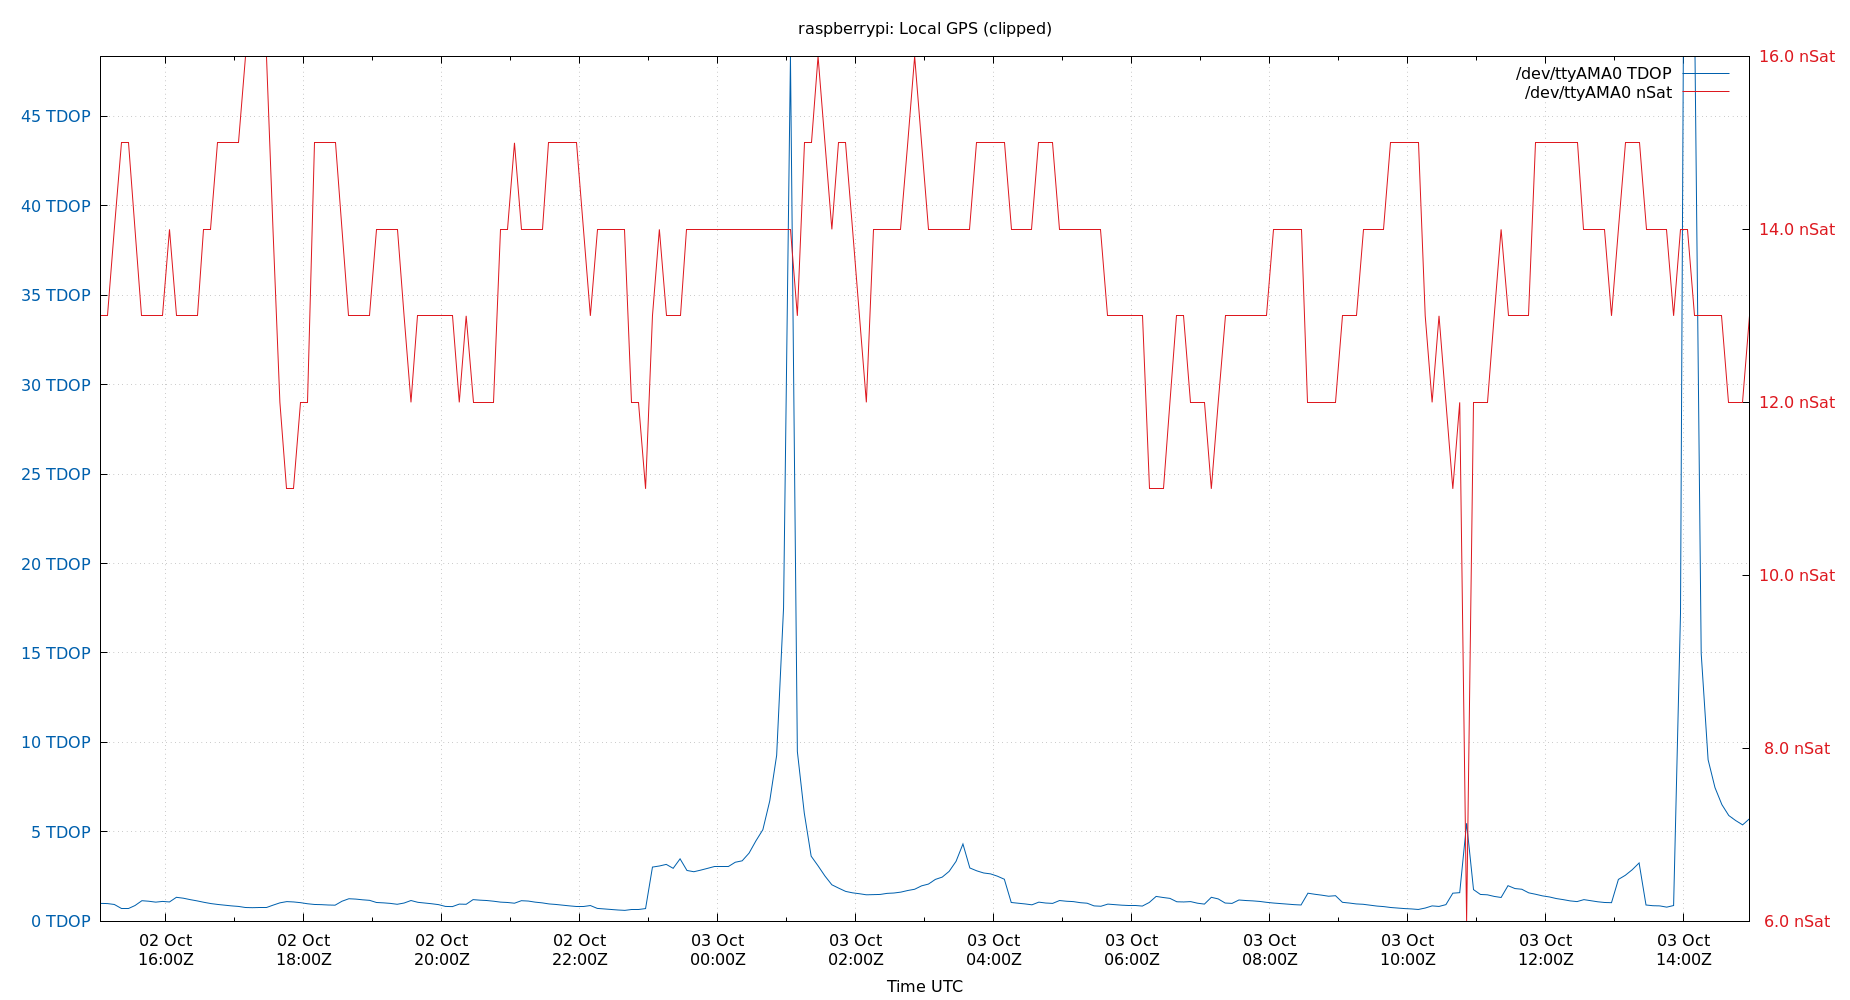 raspberrypi: Local GPS (clipped)
/dev/ttyAMA0 TDOP
/dev/ttyAMA0 nSat
45 TDOP
40 TDOP
35 TDOP
30 TDOP
25 TDOP
20 TDOP
15 TDOP
10 TDOP
5 TDOP
0 TDOP
16.0 nSat
14.0 nSat
12.0 nSat
10.0 nSat
8.0 nSat
6.0 nSat
02 Oct 02 Oct 02 Oct 02 Oct 03 Oct 03 Oct 03 Oct 03 Oct 03 Oct 03 Oct 03 Oct 03 Oct
16:00Z 18:00Z 20:00Z 22:00Z 00:00Z 02:00Z 04:00Z 06:00Z 08:00Z 10:00Z 12:00Z 14:00Z
Time UTC